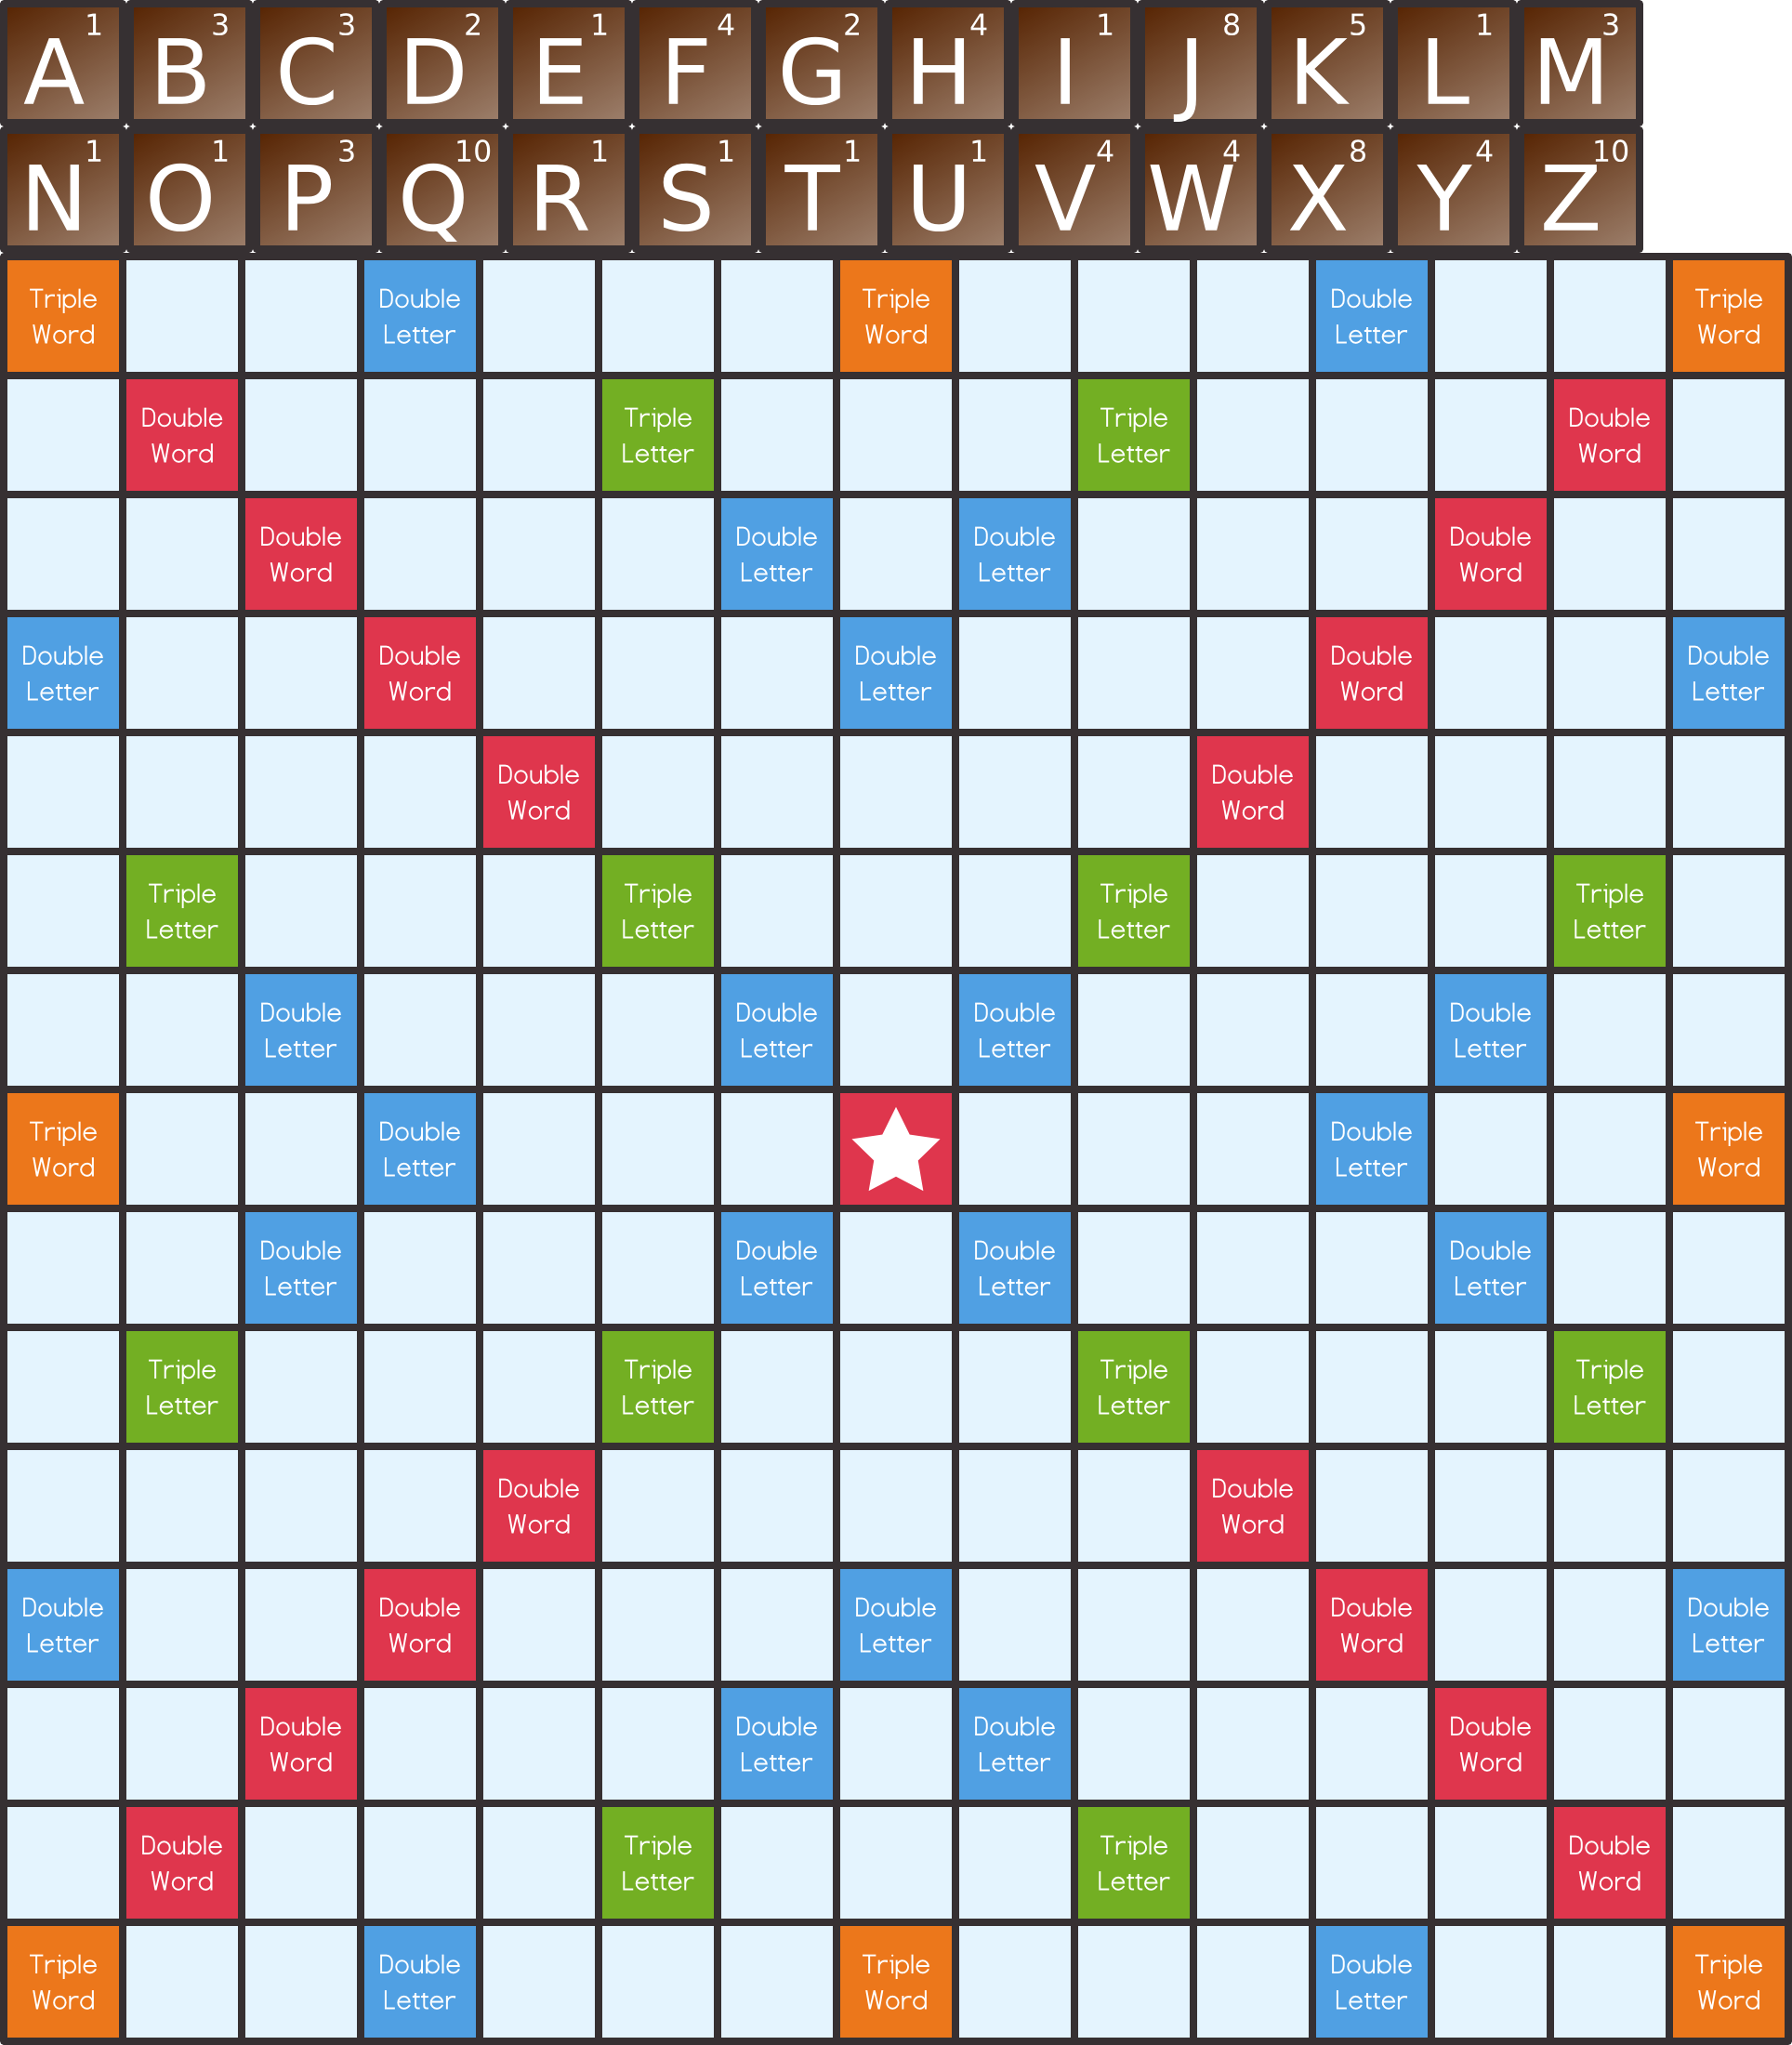 1 3 3 2 1 4 2 4 1 8 5 1 3
A B C D E F G H I J K L M
1 1 3 10 1 1 1 1 4 4 8 4 10
N O P Q R S T U V W X Y Z
Triple Double Triple Double Triple
Word Letter Word Letter Word
Double Triple Triple Double
Word Letter Letter Word
Double Double Double Double
Word Letter Letter Word
Double Double Double Double Double
Letter Word Letter Word Letter
Double Double
Word Word
Triple Triple Triple Triple
Letter Letter Letter Letter
Double Double Double Double
Letter Letter Letter Letter
Triple Double Double Triple
Word Letter Letter Word
Double Double Double Double
Letter Letter Letter Letter
Triple Triple Triple Triple
Letter Letter Letter Letter
Double Double
Word Word
Double Double Double Double Double
Letter Word Letter Word Letter
Double Double Double Double
Word Letter Letter Word
Double Triple Triple Double
Word Letter Letter Word
Triple Double Triple Double Triple
Word Letter Word Letter Word